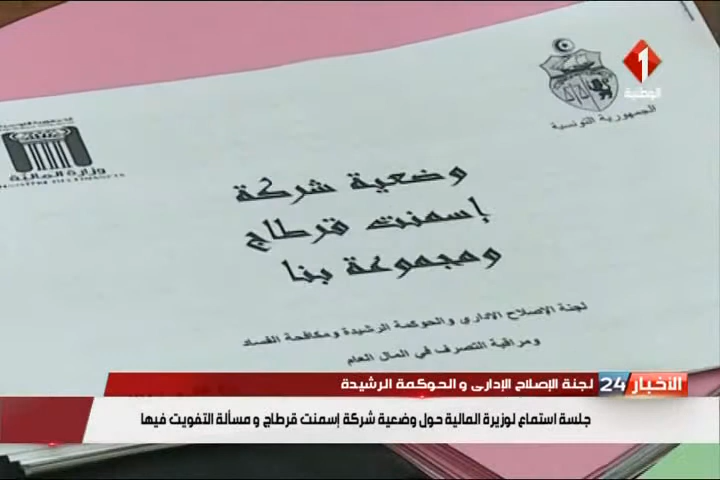 1
الوطنية
الجمهورية التونسية
وزارة المالية
وضعية شركة
إسمنت قرطاج
ومجموعة بنا
لجنة الإصلاح الإداري والحوكمة الرشيدة ومكافحة الفساد
ومراقبة التصرف في المال العام
الأخبار 24 لجنة الإصلاح الإداري و الحوكمة الرشيدة
جلسة استماع لوزيرة المالية حول وضعية شركة إسمنت قرطاج و مسألة التفويت فيها